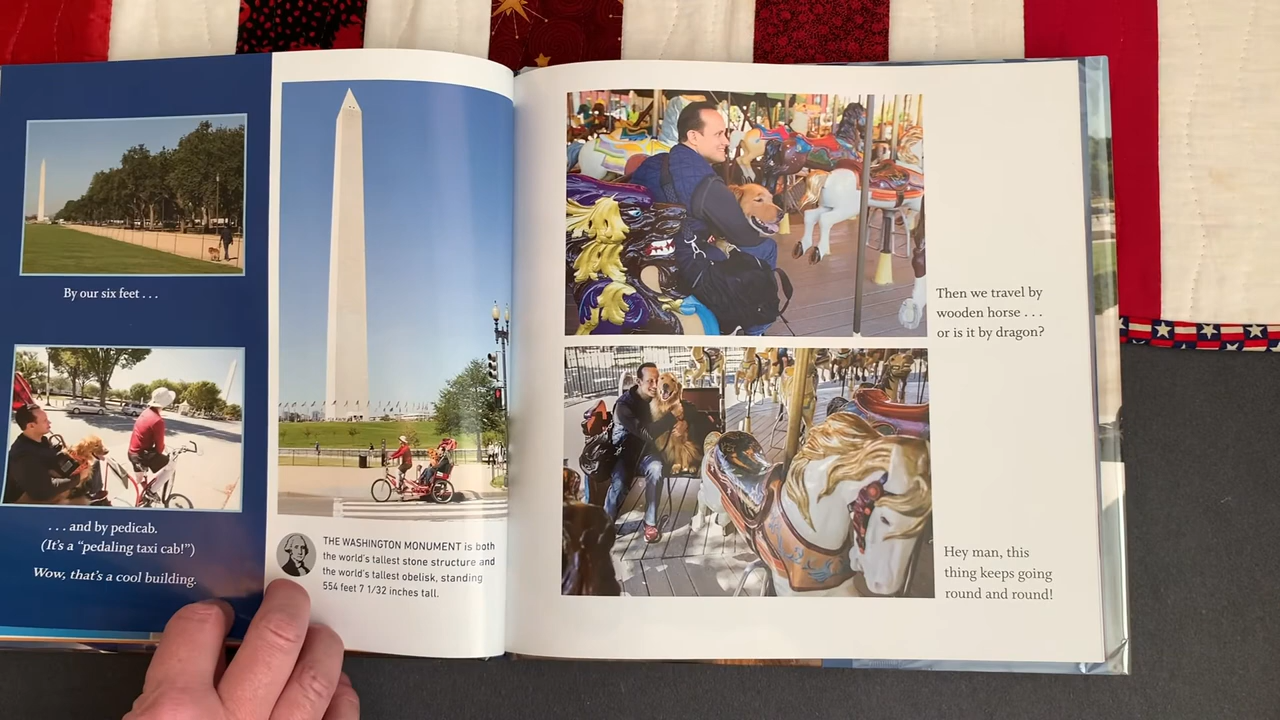 By our six feet . . .
. . . and by pedicab.
(It's a "pedaling taxi cab!")
Wow, that's a cool building.
THE WASHINGTON MONUMENT is both
the world's tallest stone structure and
the world's tallest obelisk, standing
554 feet 7 1/32 inches tall.
Then we travel by
wooden horse . . .
or is it by dragon?
Hey man, this
thing keeps going
round and round!